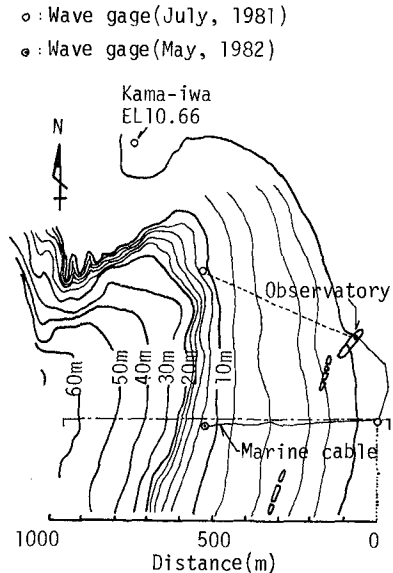 o : Wave gage(July, 1981)
⊙ : Wave gage(May, 1982)
Kama-iwa
EL10.66
N
Observatory
60m
50m
40m
30m
20m
10m
Marine cable
1000
500
0
Distance(m)